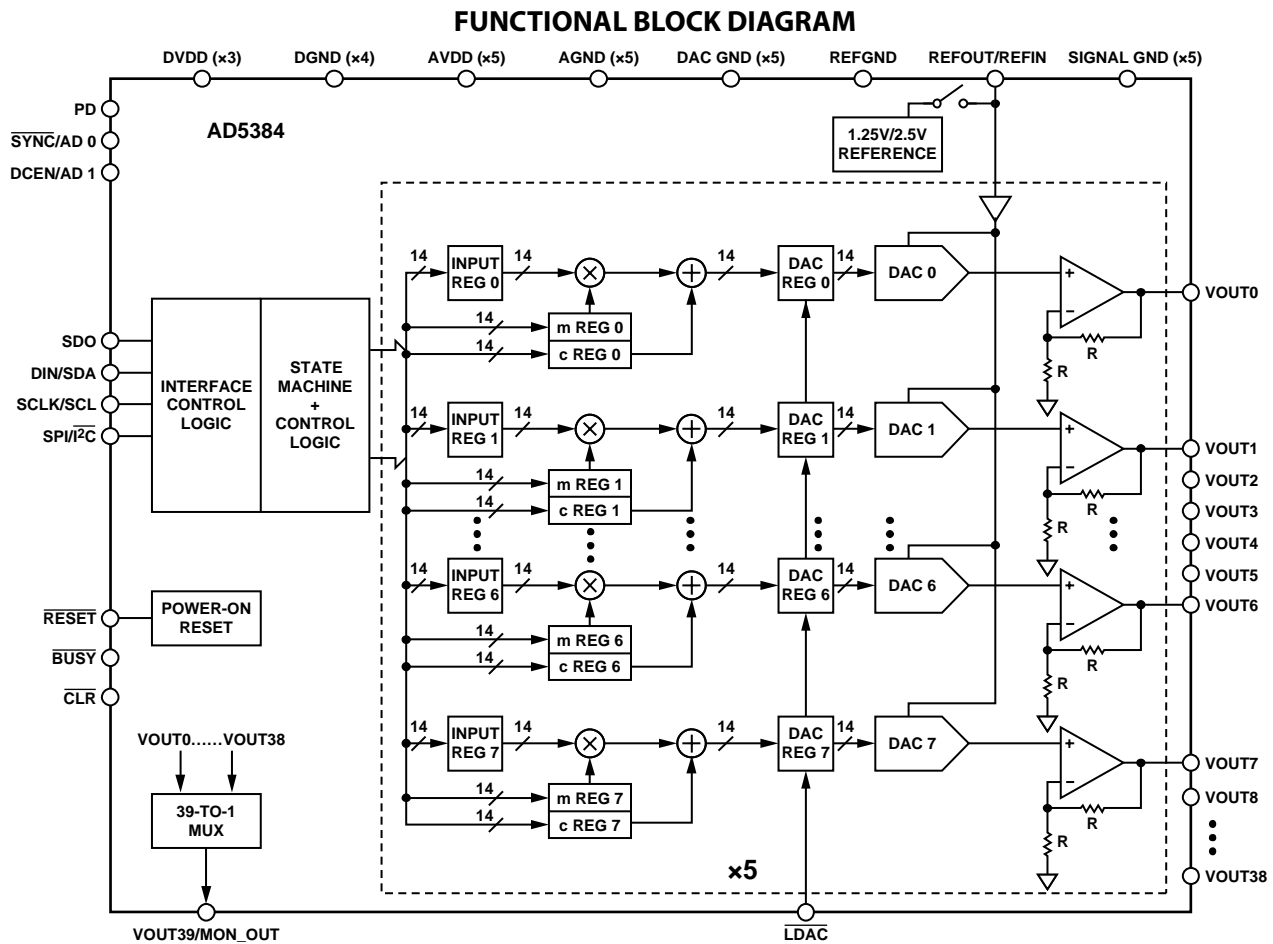 FUNCTIONAL BLOCK DIAGRAM
DVDD (×3)
DGND (×4)
AVDD (×5)
AGND (×5)
DAC GND (×5)
REFGND
REFOUT/REFIN
SIGNAL GND (×5)
PD
SYNC/AD 0
DCEN/AD 1
AD5384
1.25V/2.5V
REFERENCE
14
INPUT
REG 0
14
14
DAC
REG 0
14
DAC 0
+
–
R
R
VOUT0
14
m REG 0
14
c REG 0
SDO
DIN/SDA
SCLK/SCL
SPI/I²C
INTERFACE
CONTROL
LOGIC
STATE
MACHINE
+
CONTROL
LOGIC
14
INPUT
REG 1
14
14
DAC
REG 1
14
DAC 1
+
–
R
R
VOUT1
14
m REG 1
14
c REG 1
VOUT2
VOUT3
VOUT4
VOUT5
14
INPUT
REG 6
14
14
DAC
REG 6
14
DAC 6
+
–
R
R
VOUT6
14
m REG 6
14
c REG 6
RESET
POWER-ON
RESET
BUSY
CLR
14
INPUT
REG 7
14
14
DAC
REG 7
14
DAC 7
+
–
R
R
VOUT7
14
m REG 7
14
c REG 7
VOUT8
VOUT38
VOUT0......VOUT38
39-TO-1
MUX
×5
VOUT39/MON_OUT
LDAC